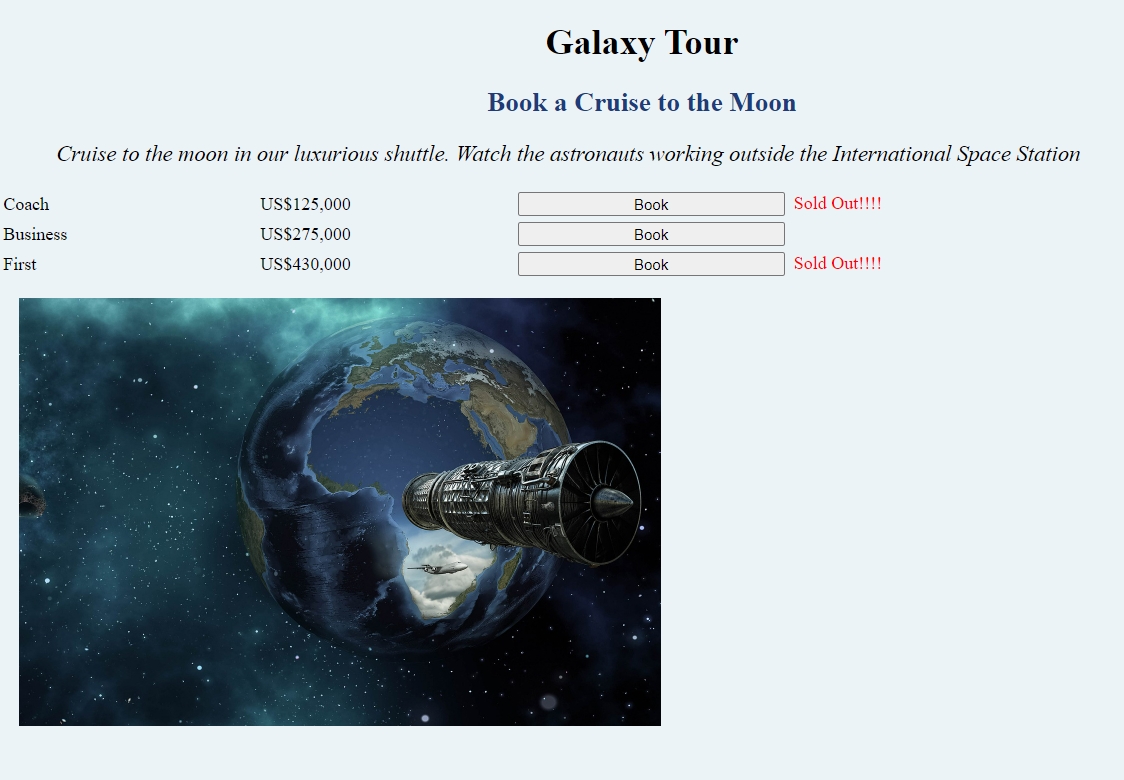 Galaxy Tour
Book a Cruise to the Moon
Cruise to the moon in our luxurious shuttle. Watch the astronauts working outside the International Space Station
Coach US$125,000 Book Sold Out!!!!
Business US$275,000 Book
First US$430,000 Book Sold Out!!!!